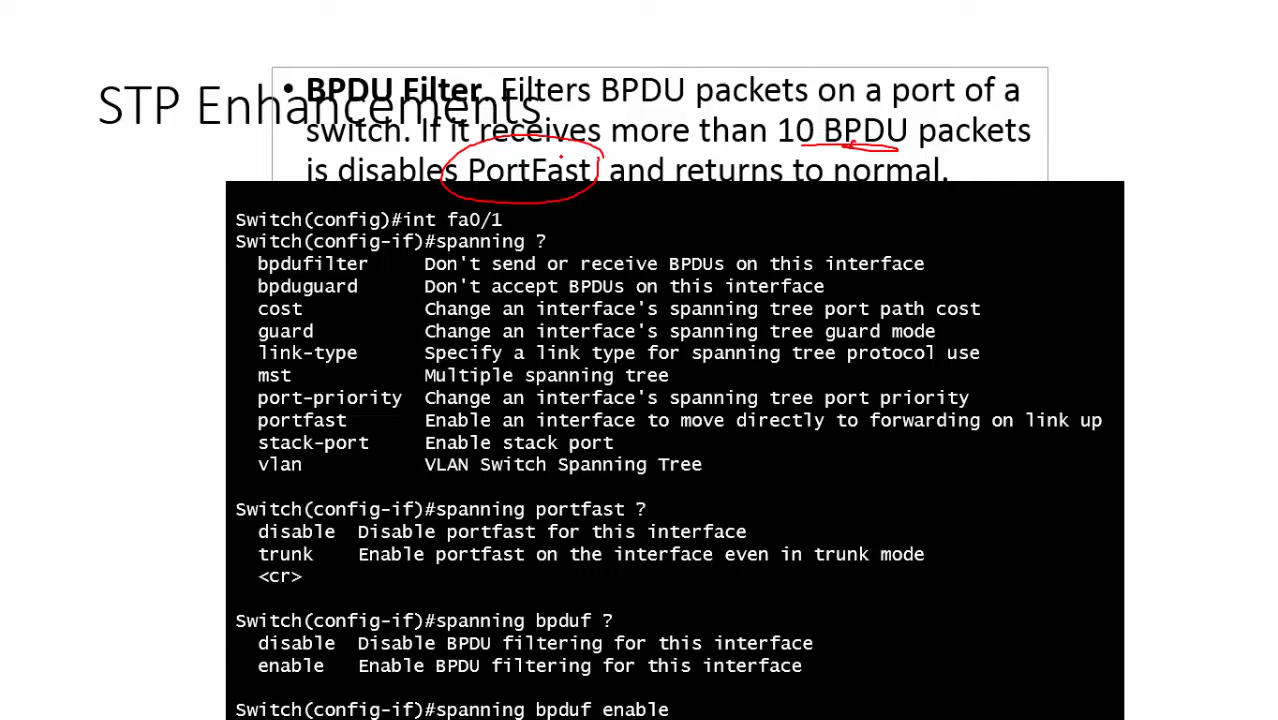 STP Enhancements
• BPDU Filter. Filters BPDU packets on a port of a
switch. If it receives more than 10 BPDU packets
is disables PortFast and returns to normal.
Switch(config)#int fa0/1
Switch(config-if)#spanning ?
bpdufilter Don't send or receive BPDUs on this interface
bpduguard Don't accept BPDUs on this interface
cost Change an interface's spanning tree port path cost
guard Change an interface's spanning tree guard mode
link-type Specify a link type for spanning tree protocol use
mst Multiple spanning tree
port-priority Change an interface's spanning tree port priority
portfast Enable an interface to move directly to forwarding on link up
stack-port Enable stack port
vlan VLAN Switch Spanning Tree
Switch(config-if)#spanning portfast ?
disable Disable portfast for this interface
trunk Enable portfast on the interface even in trunk mode
<cr>
Switch(config-if)#spanning bpduf ?
disable Disable BPDU filtering for this interface
enable Enable BPDU filtering for this interface
Switch(config-if)#spanning bpduf enable